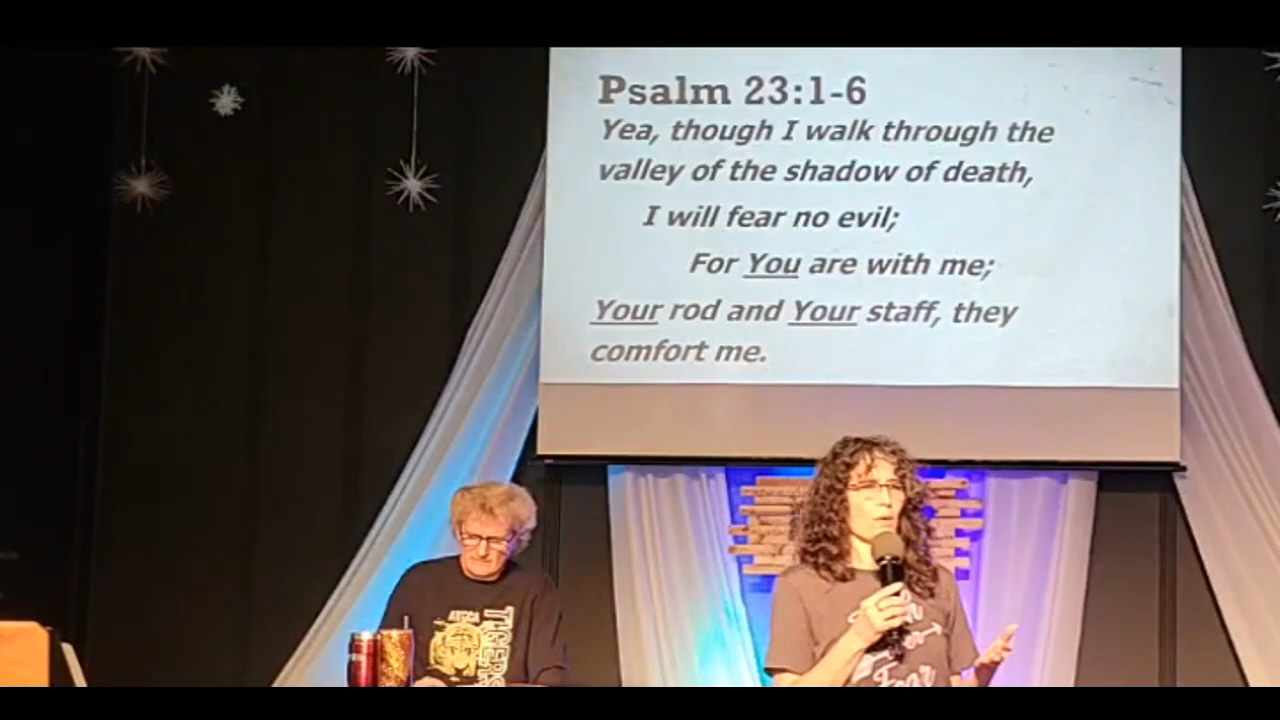 Psalm 23:1-6
Yea, though I walk through the
valley of the shadow of death,
I will fear no evil;
For You are with me;
Your rod and Your staff, they
comfort me.
TIGERS
Fear